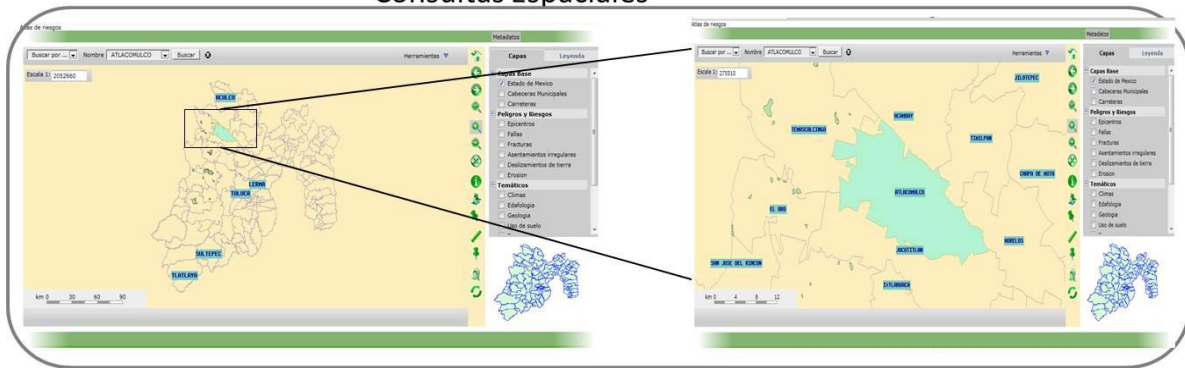 Consultas Espaciales
Atlas de riesgos
Metadatos
Buscar por ... Nombre ATLACOMULCO Buscar Herramientas
Capas Leyenda
Escala 1: 2052660
Capas Base
Estado de Mexico
Cabeceras Municipales
Carreteras
Peligros y Riesgos
Epicentros
Fallas
Fracturas
Asentamientos irregulares
Deslizamientos de tierra
Erosion
Temáticos
Climas
Edafologia
Geologia
Uso de suelo
ACULCO
LERMA
TOLUCA
SULTEPEC
TLATLAYA
km 0 30 60 90
Atlas de riesgos
Metadatos
Buscar por ... Nombre ATLACOMULCO Buscar Herramientas
Capas Leyenda
Escala 1:
Capas Base
Estado de Mexico
Cabeceras Municipales
Carreteras
Peligros y Riesgos
Epicentros
Fallas
Fracturas
Asentamientos irregulares
Deslizamientos de tierra
Erosion
Temáticos
Climas
Edafologia
Geologia
Uso de suelo
JILOTEPEC
ACAMBAY
TEMASCALCINGO
TIMILPAN
CHAPA DE MOTA
ATLACOMULCO
EL ORO
MORELOS
JOCOTITLAN
SAN JOSE DEL RINCON
IXTLAHUACA
km 0 4 8 12